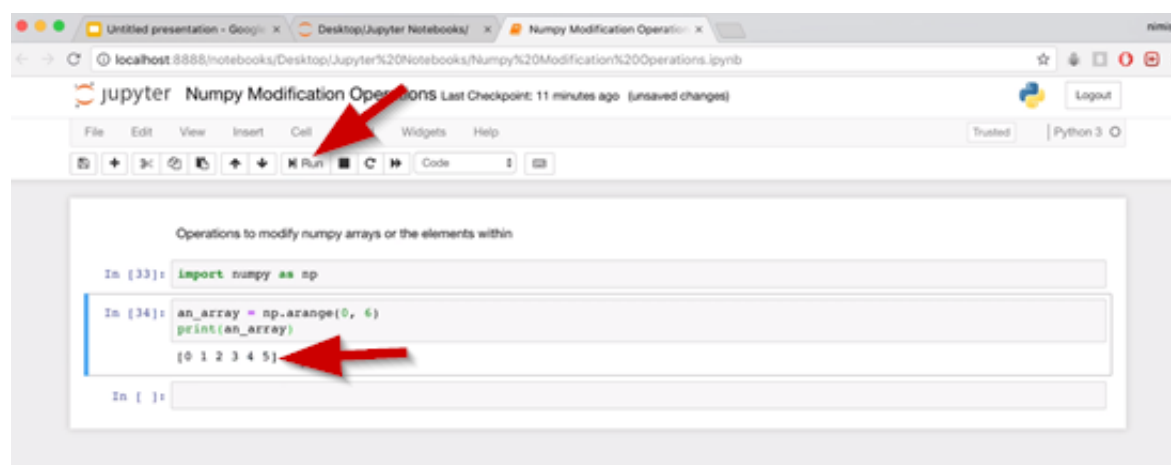 Untitled presentation - Googl × Desktop/Jupyter Notebooks/ × Numpy Modification Operation ×
localhost:8888/notebooks/Desktop/Jupyter%20Notebooks/Numpy%20Modification%20Operations.ipynb
jupyter Numpy Modification Operations Last Checkpoint: 11 minutes ago (unsaved changes) Logout
File Edit View Insert Cell Widgets Help Trusted | Python 3
Run Code
Operations to modify numpy arrays or the elements within
In [33]: import numpy as np
In [34]: an_array = np.arange(0, 6)
print(an_array)
[0 1 2 3 4 5]
In [ ]: